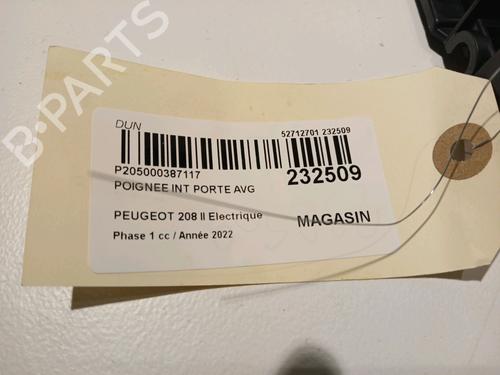 B-PARTS
DUN
52712701 232509
P205000387117
POIGNEE INT PORTE AVG
232509
PEUGEOT 208 II Electrique
MAGASIN
Phase 1 cc / Année 2022